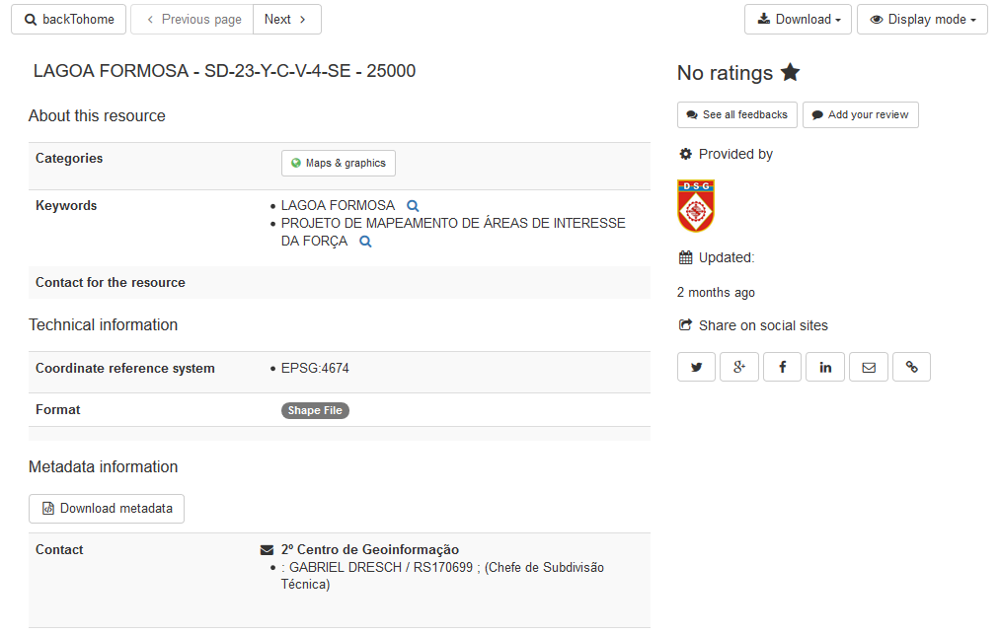 backToHome
Previous page
Next
Download
Display mode
LAGOA FORMOSA - SD-23-Y-C-V-4-SE - 25000
About this resource
Categories
Maps & graphics
Keywords
LAGOA FORMOSA
PROJETO DE MAPEAMENTO DE ÁREAS DE INTERESSE
DA FORÇA
Contact for the resource
Technical information
Coordinate reference system
EPSG:4674
Format
Shape File
Metadata information
Download metadata
Contact
2º Centro de Geoinformação
: GABRIEL DRESCH / RS170699 ; (Chefe de Subdivisão
Técnica)
No ratings
See all feedbacks
Add your review
Provided by
DSG
Updated:
2 months ago
Share on social sites